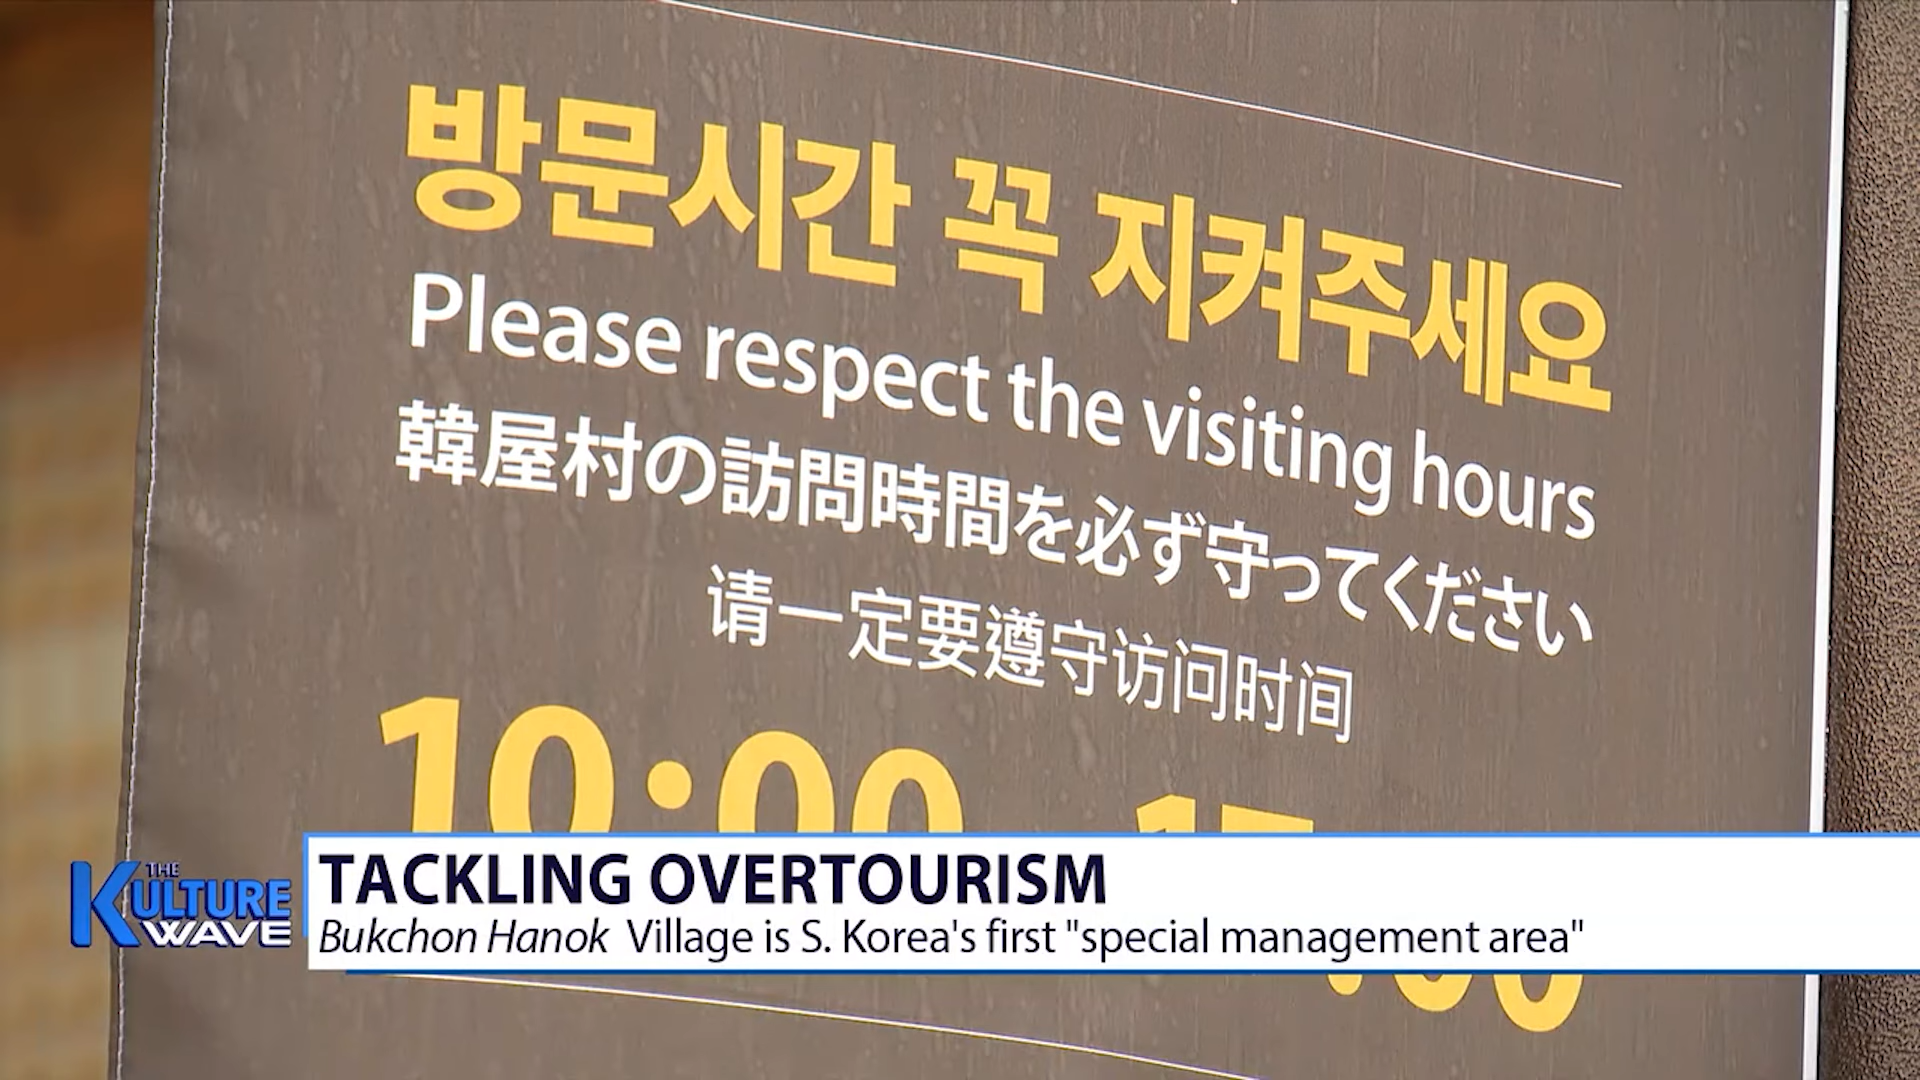 방문시간 꼭 지켜주세요
Please respect the visiting hours
韓屋村の訪問時間を必ず守ってください
请一定要遵守访问时间
10:00
THE KULTURE WAVE
TACKLING OVERTOURISM
Bukchon Hanok Village is S. Korea's first "special management area"